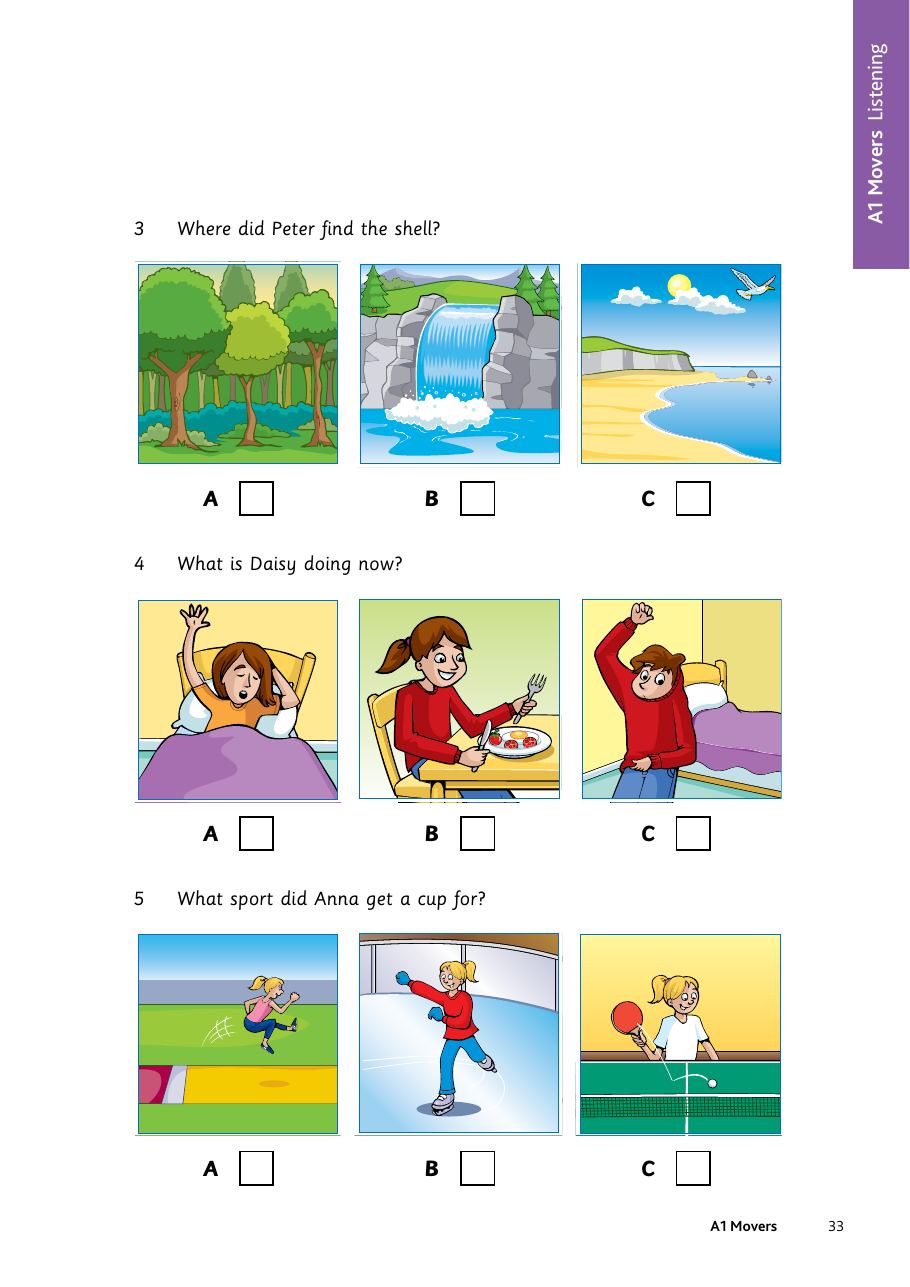 A1 Movers Listening
3 Where did Peter find the shell?
A B C
4 What is Daisy doing now?
A B C
5 What sport did Anna get a cup for?
A B C
A1 Movers 33